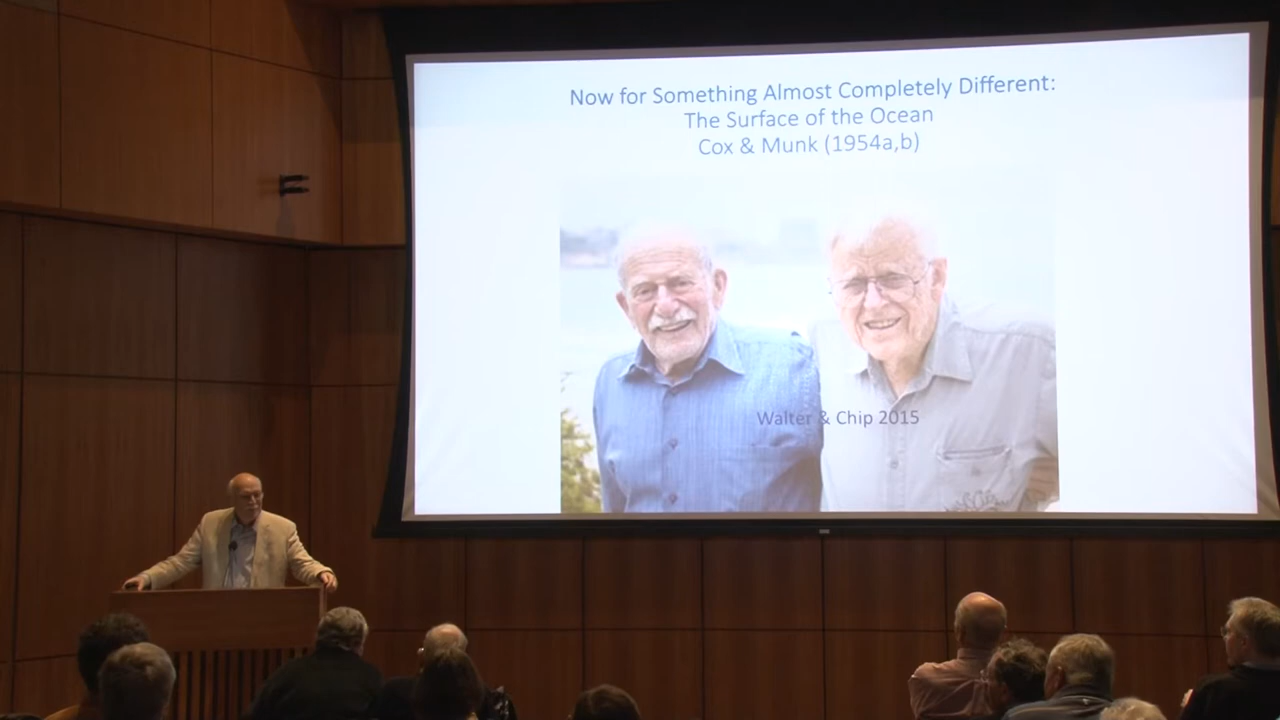 Now for Something Almost Completely Different:
The Surface of the Ocean
Cox & Munk (1954a,b)
Walter & Chip 2015